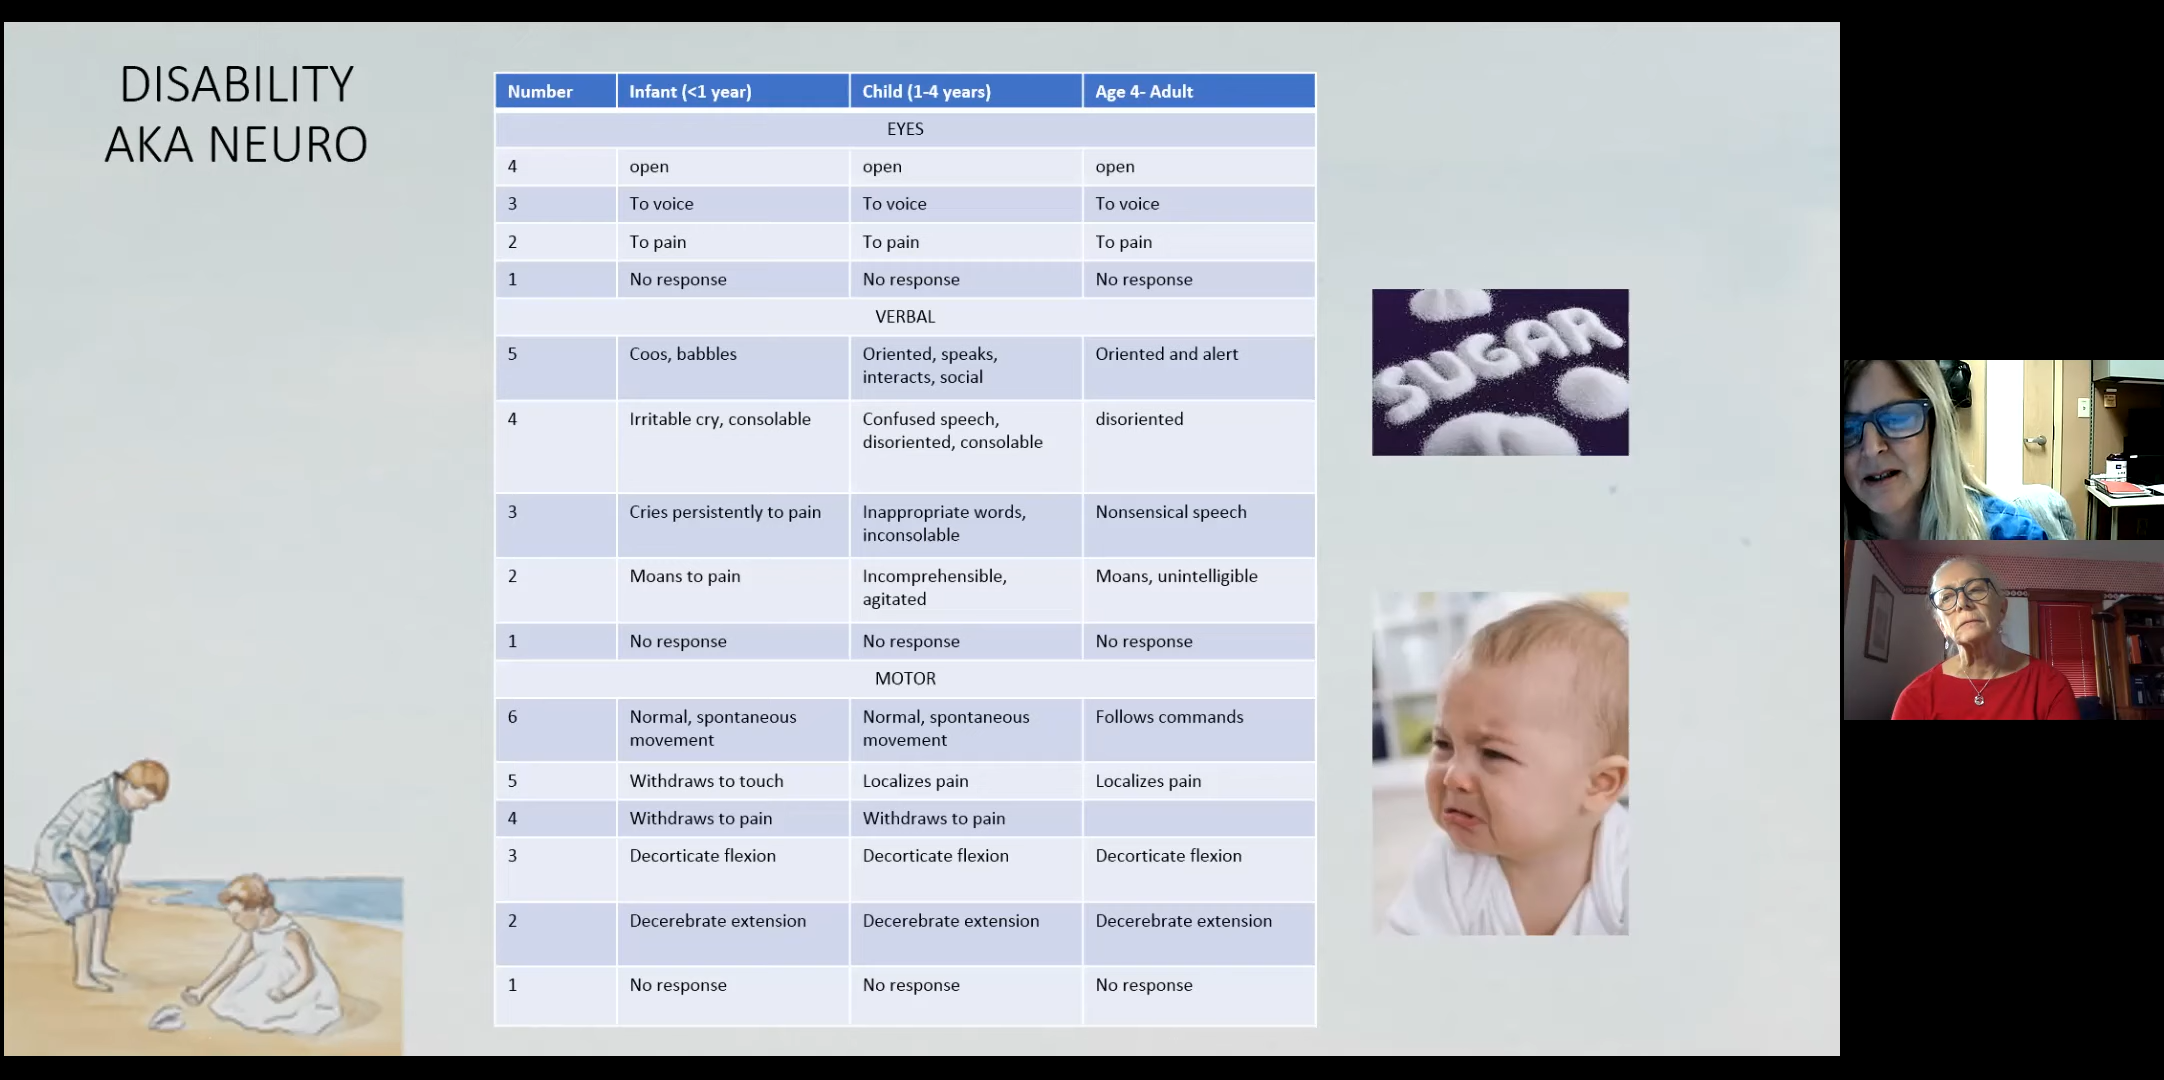 DISABILITY
AKA NEURO
Number Infant (<1 year) Child (1-4 years) Age 4- Adult
EYES
4 open open open
3 To voice To voice To voice
2 To pain To pain To pain
1 No response No response No response
VERBAL
5 Coos, babbles Oriented, speaks, interacts, social Oriented and alert
4 Irritable cry, consolable Confused speech, disoriented, consolable disoriented
3 Cries persistently to pain Inappropriate words, inconsolable Nonsensical speech
2 Moans to pain Incomprehensible, agitated Moans, unintelligible
1 No response No response No response
MOTOR
6 Normal, spontaneous movement Normal, spontaneous movement Follows commands
5 Withdraws to touch Localizes pain Localizes pain
4 Withdraws to pain Withdraws to pain
3 Decorticate flexion Decorticate flexion Decorticate flexion
2 Decerebrate extension Decerebrate extension Decerebrate extension
1 No response No response No response
SUGAR